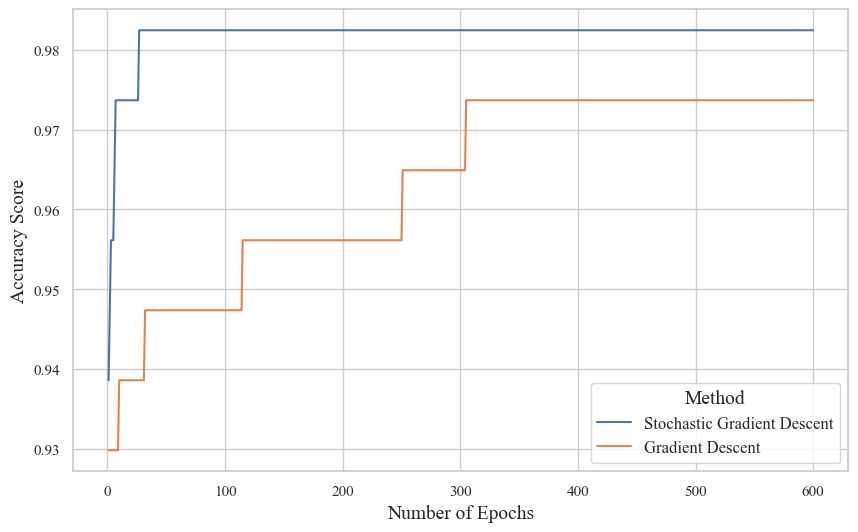 0.98
0.97
0.96
0.95
0.94
0.93
Accuracy Score
0
100
200
300
400
500
600
Number of Epochs
Method
Stochastic Gradient Descent
Gradient Descent